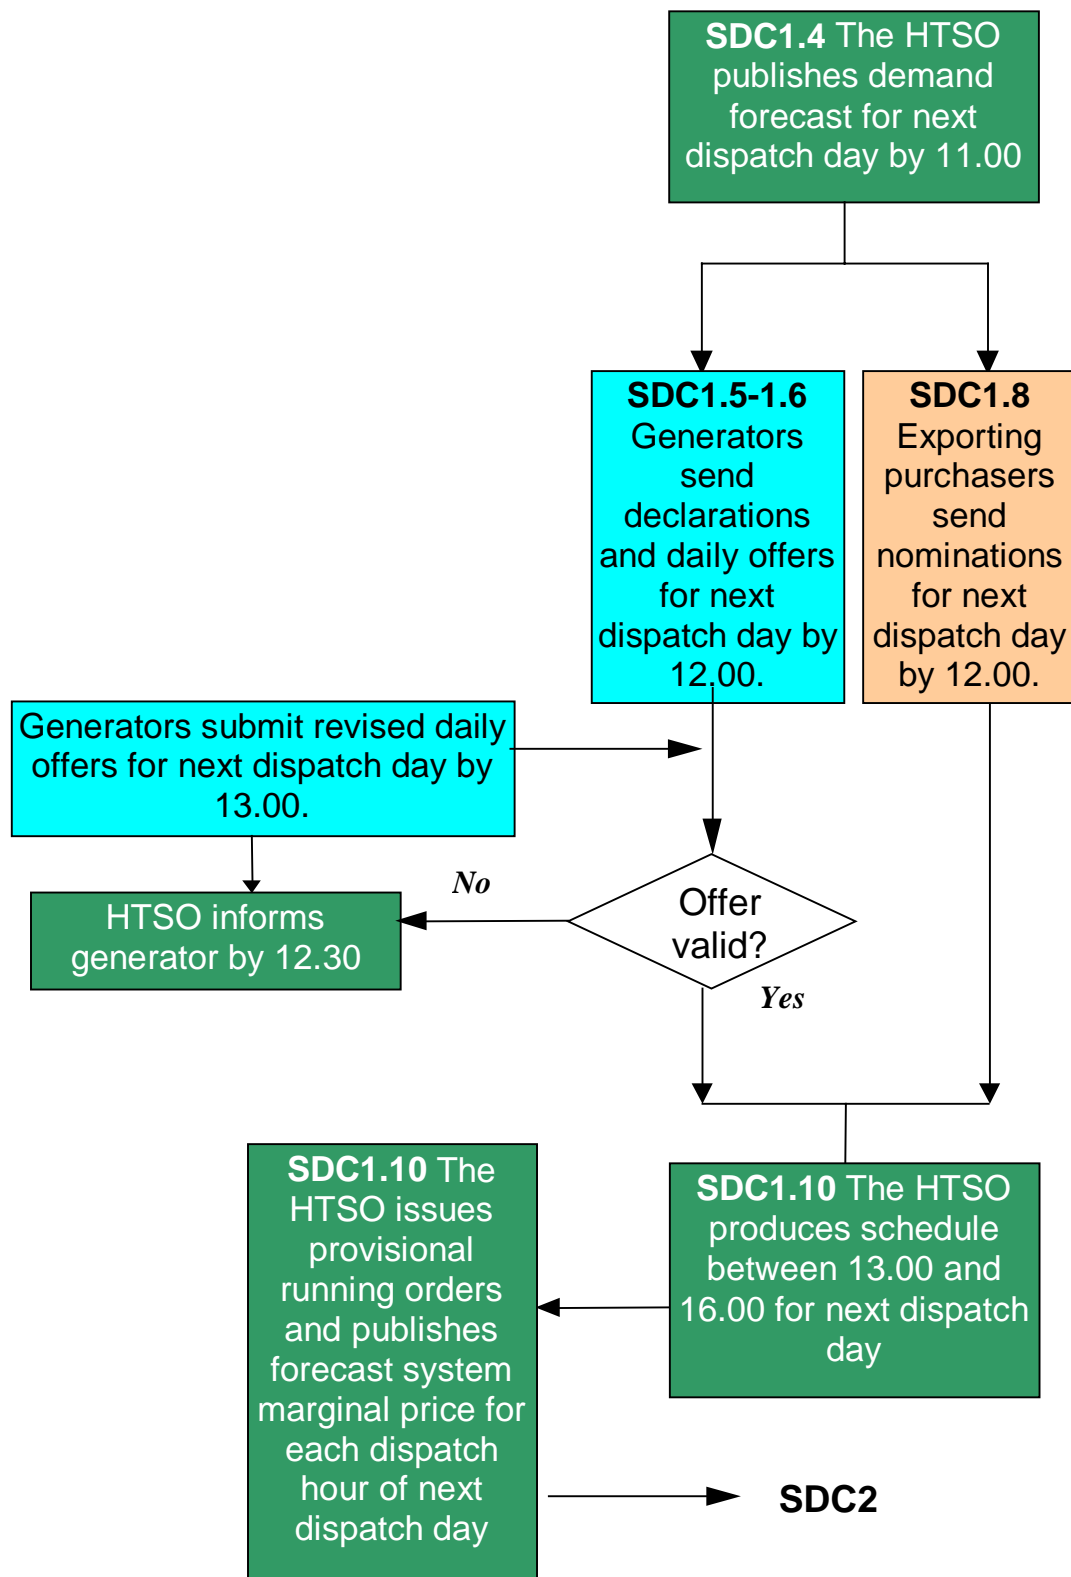 SDC1.4 The HTSO
publishes demand
forecast for next
dispatch day by 11.00
SDC1.5-1.6
Generators
send
declarations
and daily offers
for next
dispatch day by
12.00.
SDC1.8
Exporting
purchasers
send
nominations
for next
dispatch day
by 12.00.
Generators submit revised daily
offers for next dispatch day by
13.00.
No
HTSO informs
generator by 12.30
Offer
valid?
Yes
SDC1.10 The
HTSO issues
provisional
running orders
and publishes
forecast system
marginal price for
each dispatch
hour of next
dispatch day
SDC1.10 The HTSO
produces schedule
between 13.00 and
16.00 for next dispatch
day
SDC2